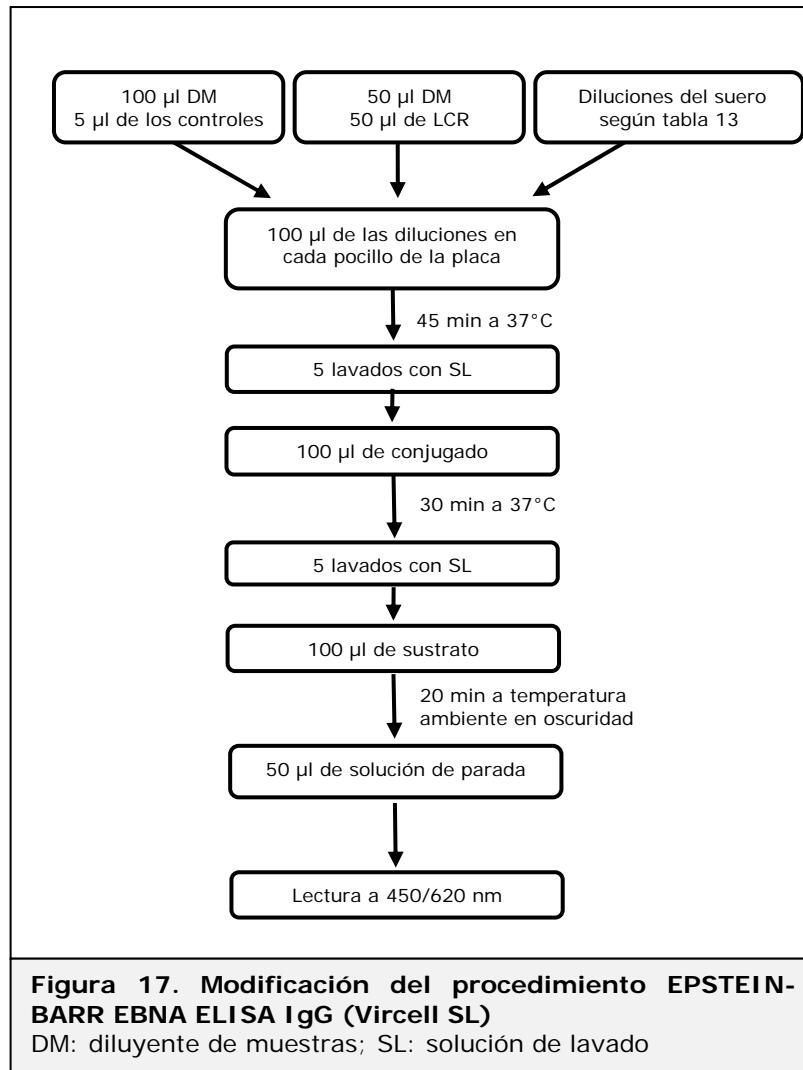 100 µl DM
5 µl de los controles
50 µl DM
50 µl de LCR
Diluciones del suero
según tabla 13
100 µl de las diluciones en
cada pocillo de la placa
45 min a 37°C
5 lavados con SL
100 µl de conjugado
30 min a 37°C
5 lavados con SL
100 µl de sustrato
20 min a temperatura
ambiente en oscuridad
50 µl de solución de parada
Lectura a 450/620 nm
Figura 17. Modificación del procedimiento EPSTEIN-
BARR EBNA ELISA IgG (Vircell SL)
DM: diluyente de muestras; SL: solución de lavado